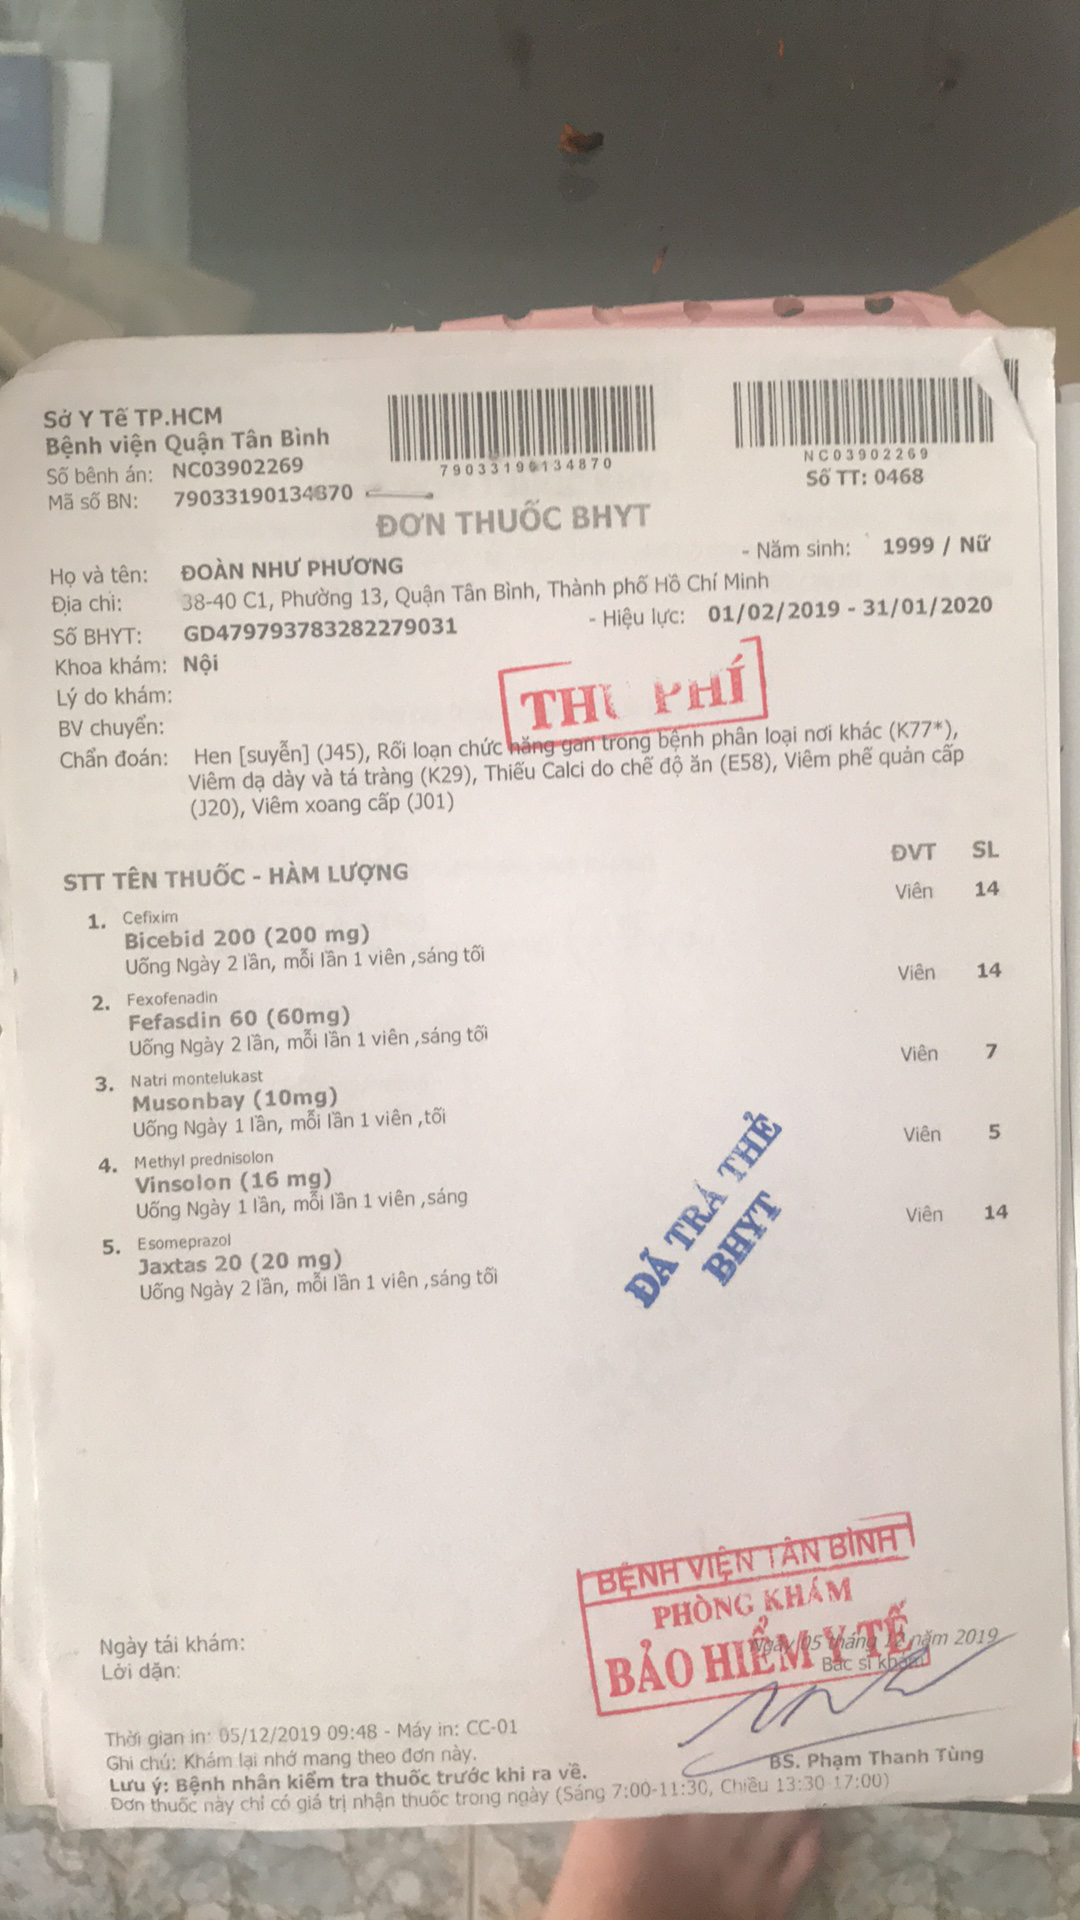 Sở Y Tế TP.HCM
Bệnh viện Quận Tân Bình
Số bệnh án: NC03902269
Mã số BN: 79033190134870
79033190134870
NC03902269
Số TT: 0468
ĐƠN THUỐC BHYT
Họ và tên: ĐOÀN NHƯ PHƯƠNG - Năm sinh: 1999 / Nữ
Địa chỉ: 38-40 C1, Phường 13, Quận Tân Bình, Thành phố Hồ Chí Minh
Số BHYT: GD479793783282279031 - Hiệu lực: 01/02/2019 - 31/01/2020
Khoa khám: Nội
Lý do khám:
THU PHÍ
BV chuyển:
Chẩn đoán: Hen [suyễn] (J45), Rối loạn chức năng gan trong bệnh phân loại nơi khác (K77*),
Viêm dạ dày và tá tràng (K29), Thiếu Calci do chế độ ăn (E58), Viêm phế quản cấp
(J20), Viêm xoang cấp (J01)
STT TÊN THUỐC - HÀM LƯỢNG ĐVT SL
1. Cefixim Viên 14
Bicebid 200 (200 mg)
Uống Ngày 2 lần, mỗi lần 1 viên ,sáng tối
2. Fexofenadin Viên 14
Fefasdin 60 (60mg)
Uống Ngày 2 lần, mỗi lần 1 viên ,sáng tối
3. Natri montelukast Viên 7
Musonbay (10mg)
Uống Ngày 1 lần, mỗi lần 1 viên ,tối
4. Methyl prednisolon Viên 5
Vinsolon (16 mg)
Uống Ngày 1 lần, mỗi lần 1 viên ,sáng
5. Esomeprazol Viên 14
Jaxtas 20 (20 mg)
Uống Ngày 2 lần, mỗi lần 1 viên ,sáng tối
ĐÃ TRẢ THẺ
BHYT
BỆNH VIỆN TÂN BÌNH
PHÒNG KHÁM
BẢO HIỂM Y TẾ
Ngày tái khám:
Lời dặn:
Ngày 05 tháng 12 năm 2019
Bác sĩ khám
BS. Phạm Thanh Tùng
Thời gian in: 05/12/2019 09:48 - Máy in: CC-01
Ghi chú: Khám lại nhớ mang theo đơn này.
Lưu ý: Bệnh nhân kiểm tra thuốc trước khi ra về.
Đơn thuốc này chỉ có giá trị nhận thuốc trong ngày (Sáng 7:00-11:30, Chiều 13:30-17:00)